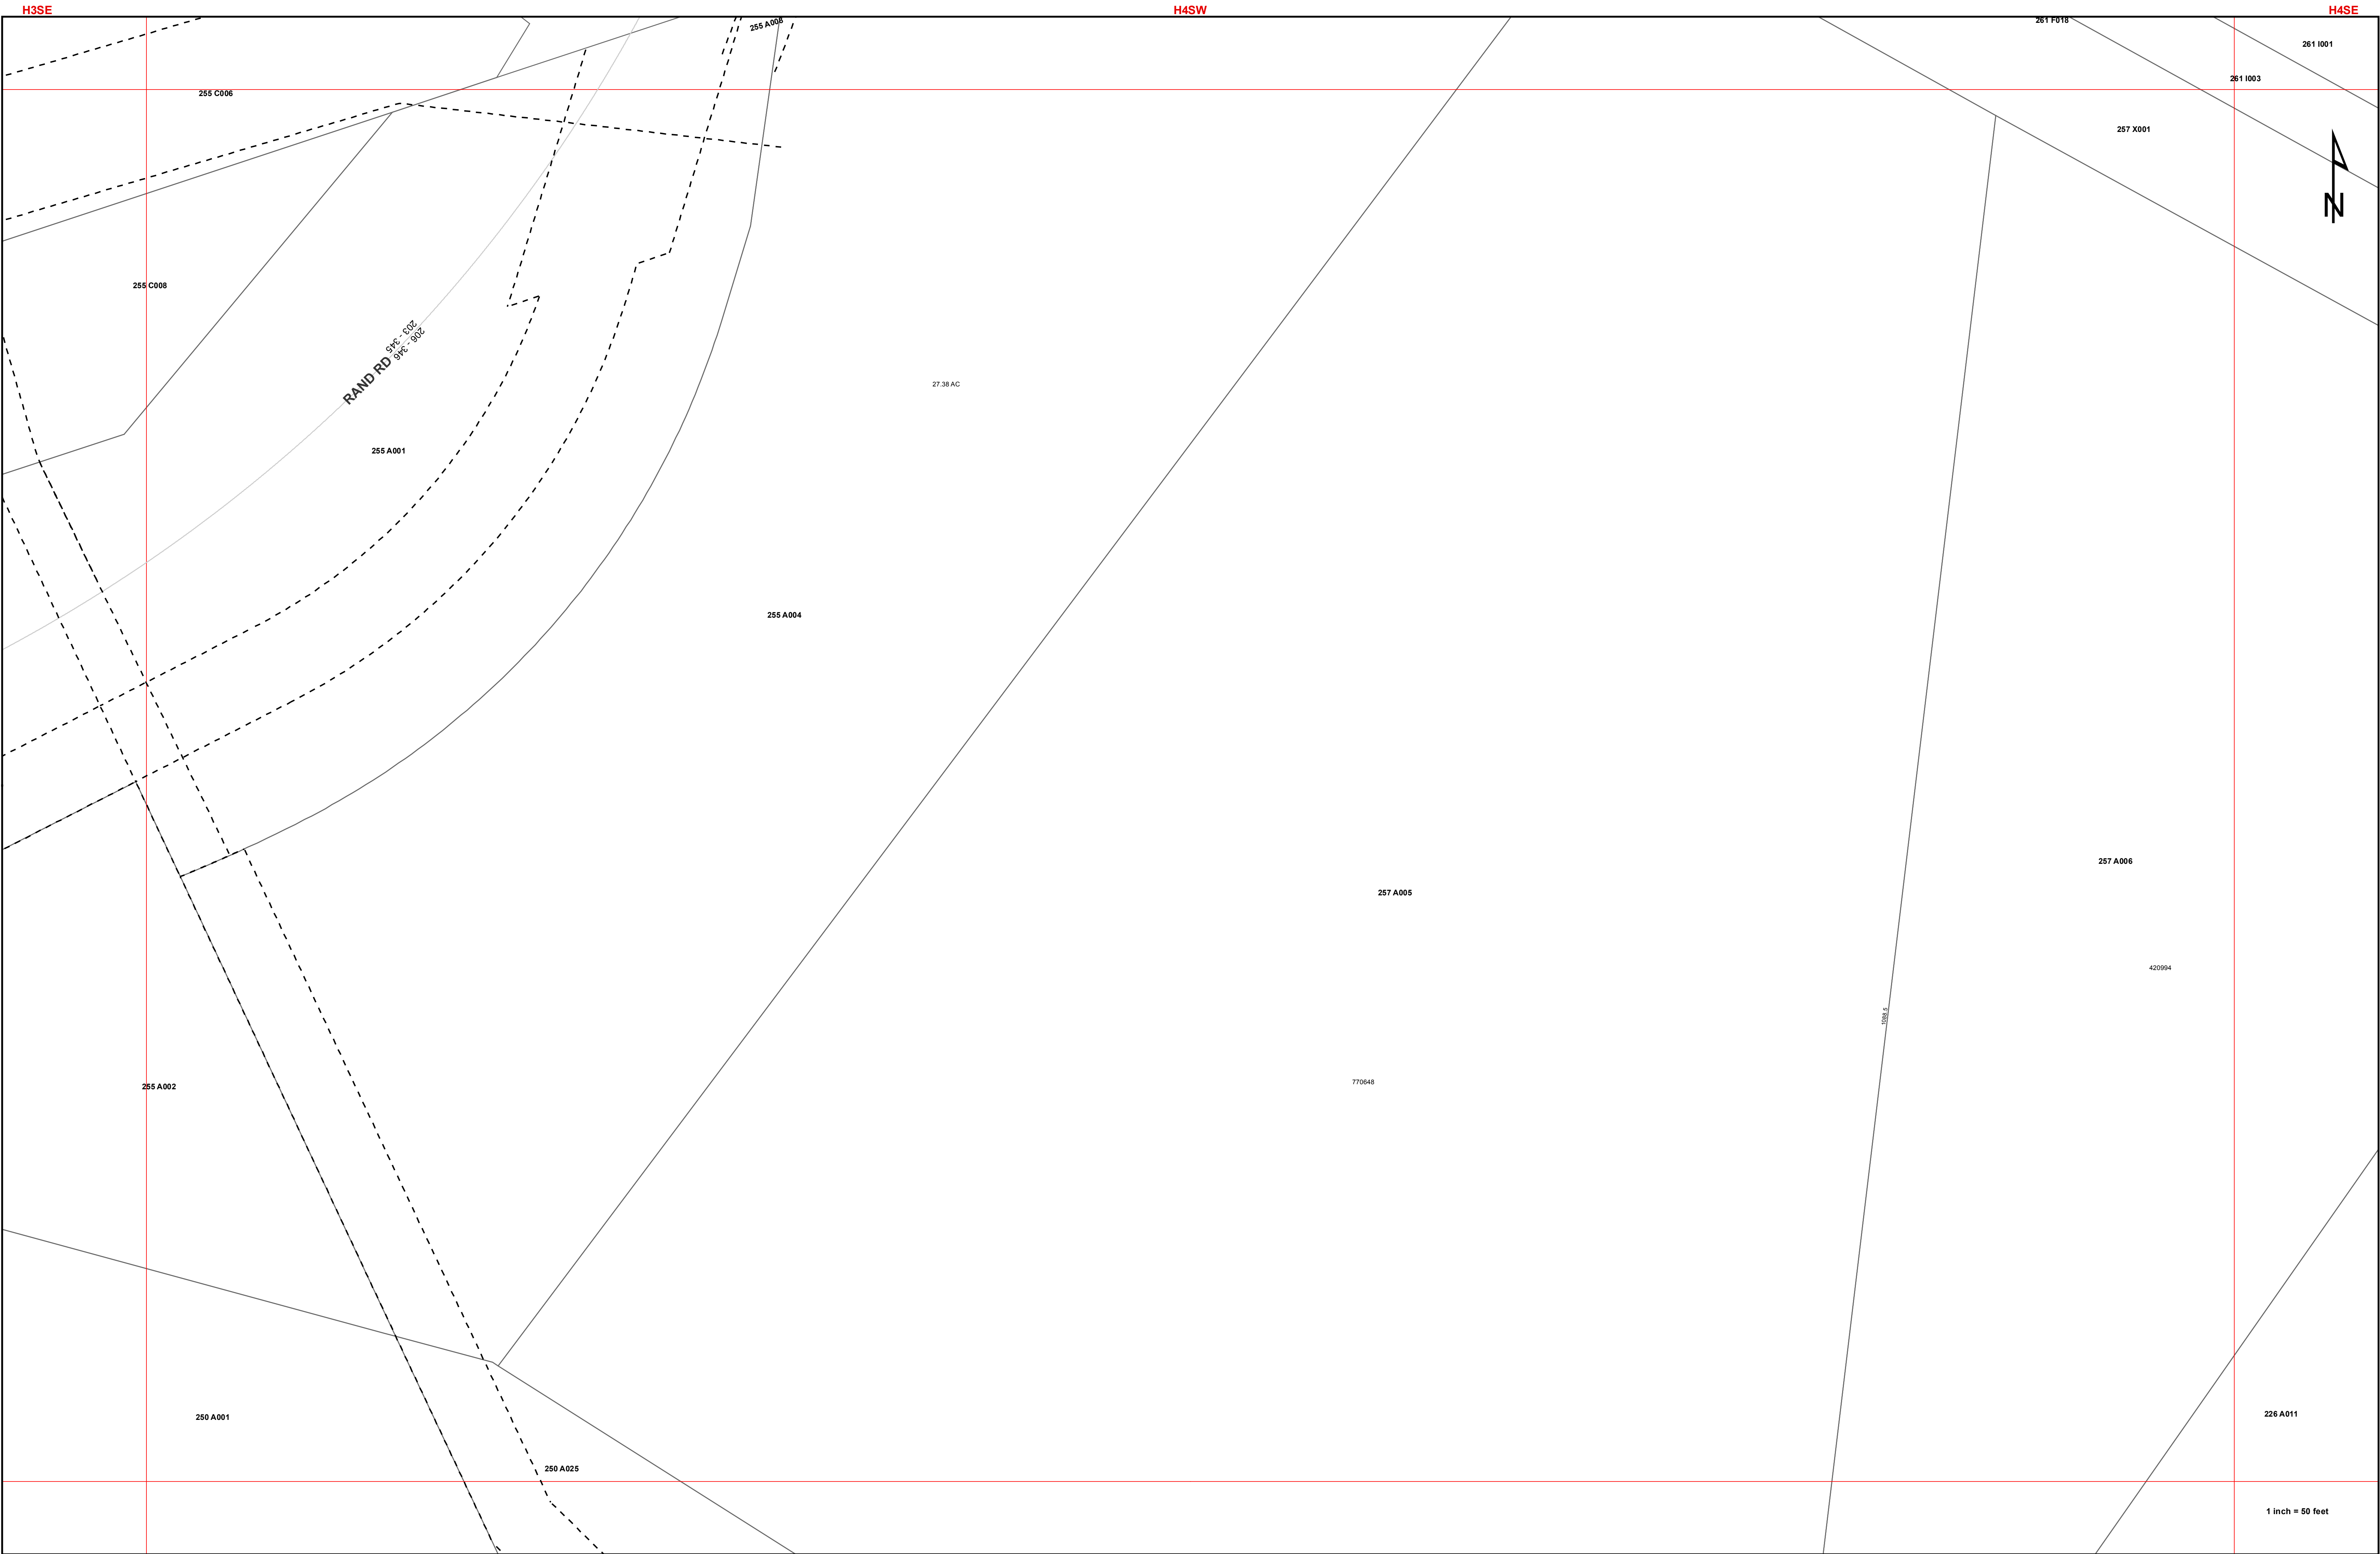 H3SE
H4SW
H4SE
255 A008
261 F018
261 I001
261 I003
255 C006
257 X001
N
255 C008
203 - 345
RAND RD
206 - 346
27.38 AC
255 A001
255 A004
257 A006
257 A005
420994
1088.5
770648
255 A002
226 A011
250 A001
250 A025
1 inch = 50 feet